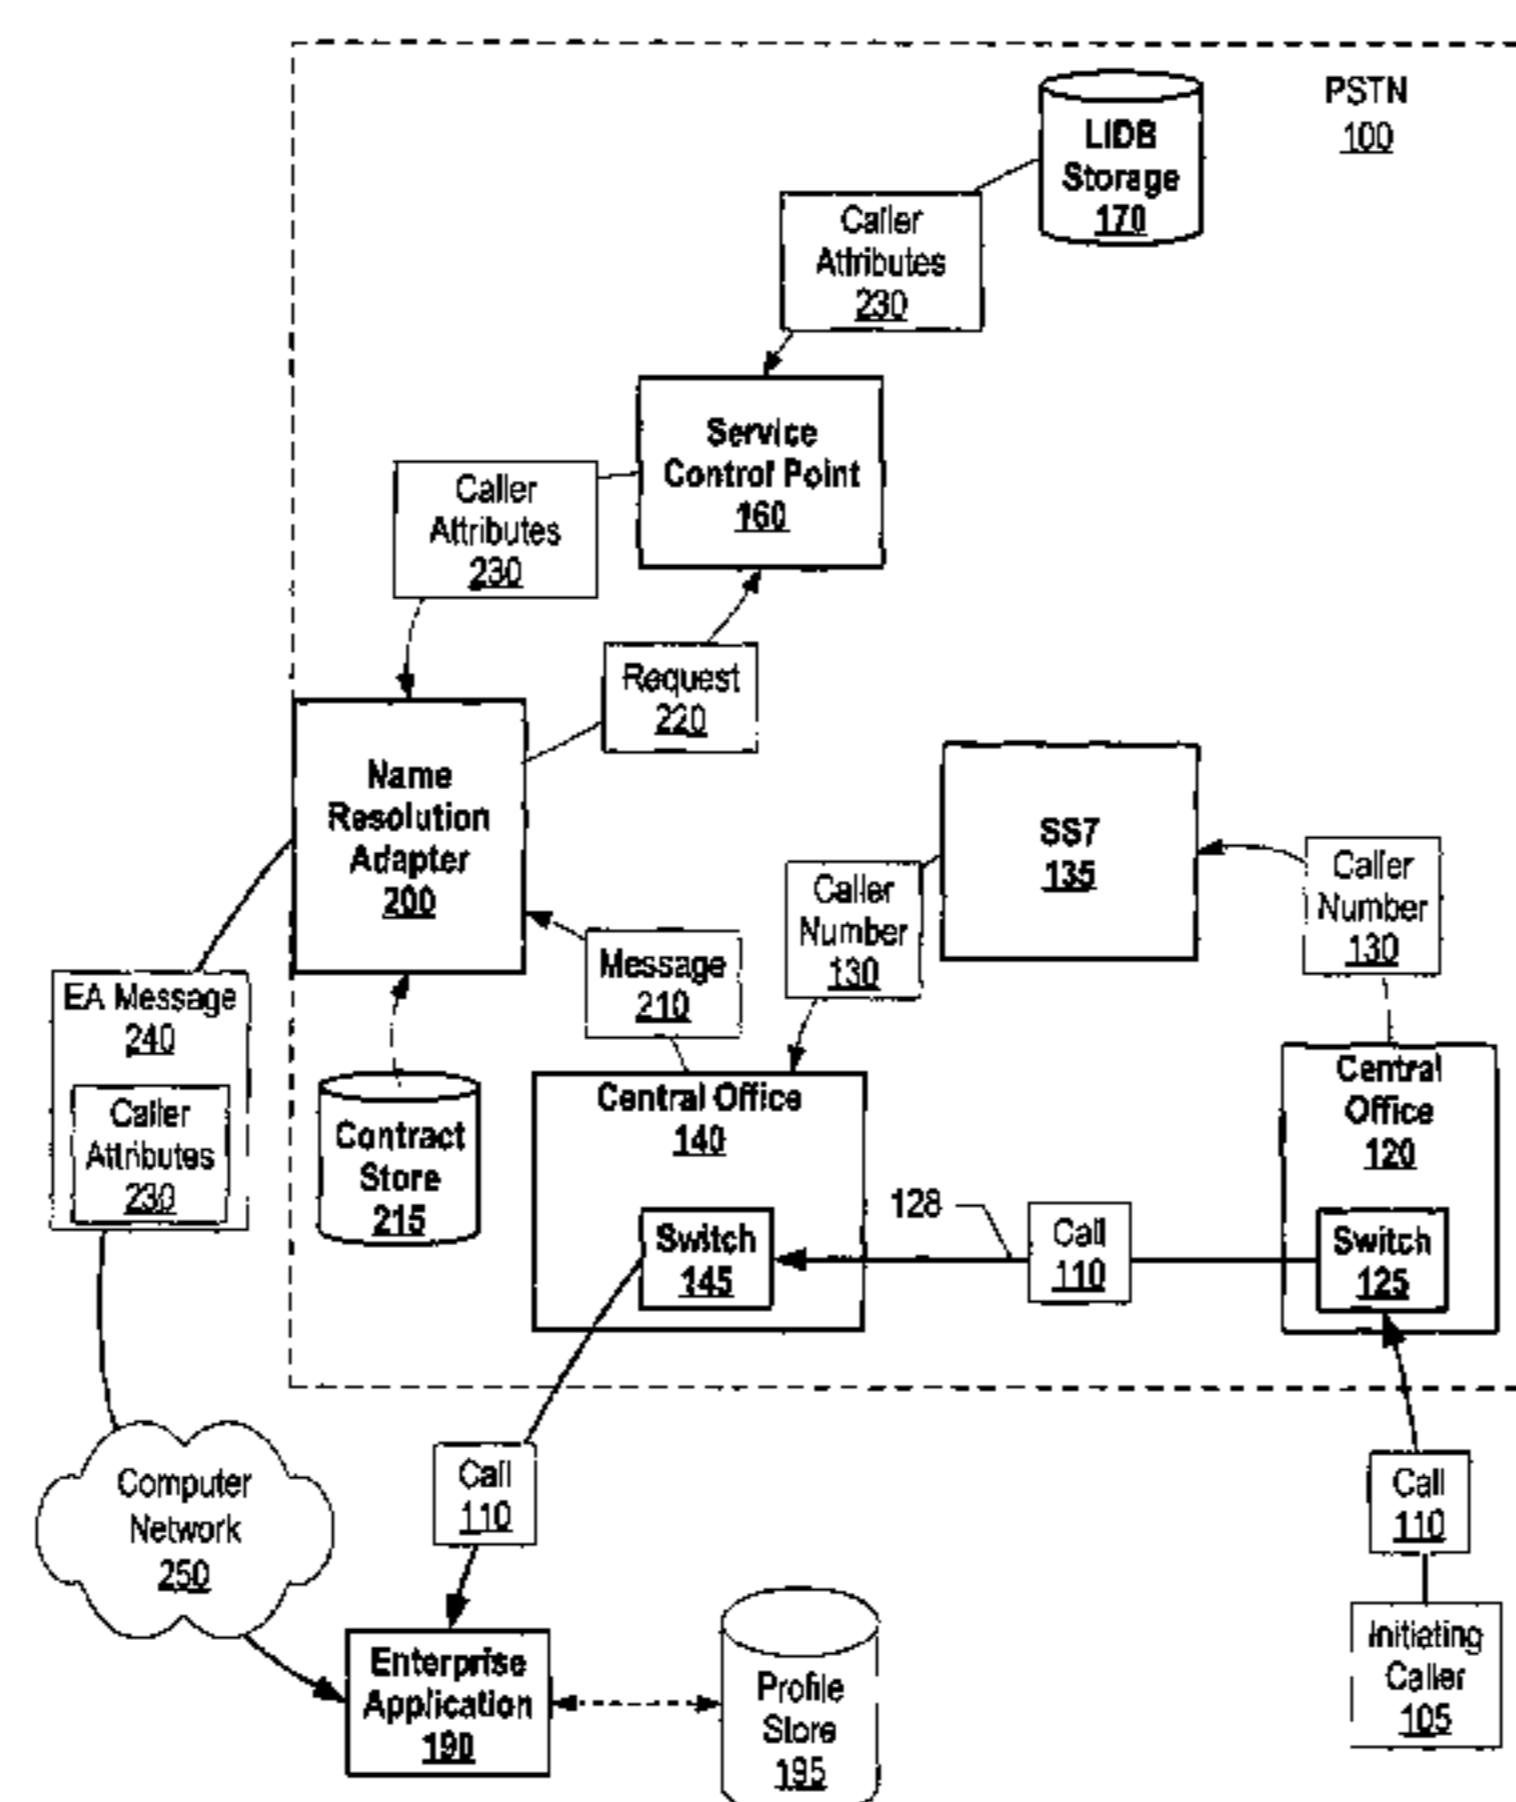 PSTN
100
LIDB
Storage
170
Caller
Attributes
230
Service
Control Point
160
Caller
Attributes
230
Request
220
Name
Resolution
Adapter
200
SS7
135
Caller
Number
130
Caller
Number
130
Message
210
EA Message
240
Caller
Attributes
230
Contract
Store
215
Central Office
140
Switch
145
128
Call
110
Central
Office
120
Switch
125
Computer
Network
250
Call
110
Call
110
Enterprise
Application
190
Profile
Store
195
Initiating
Caller
105